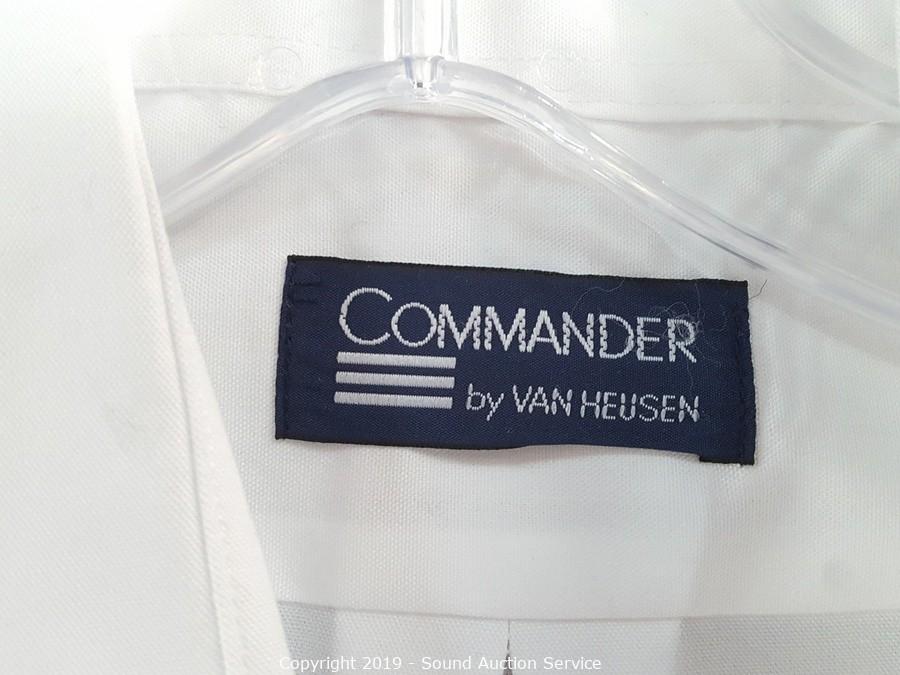 COMMANDER
by VAN HEUSEN
Copyright 2019 - Sound Auction Service